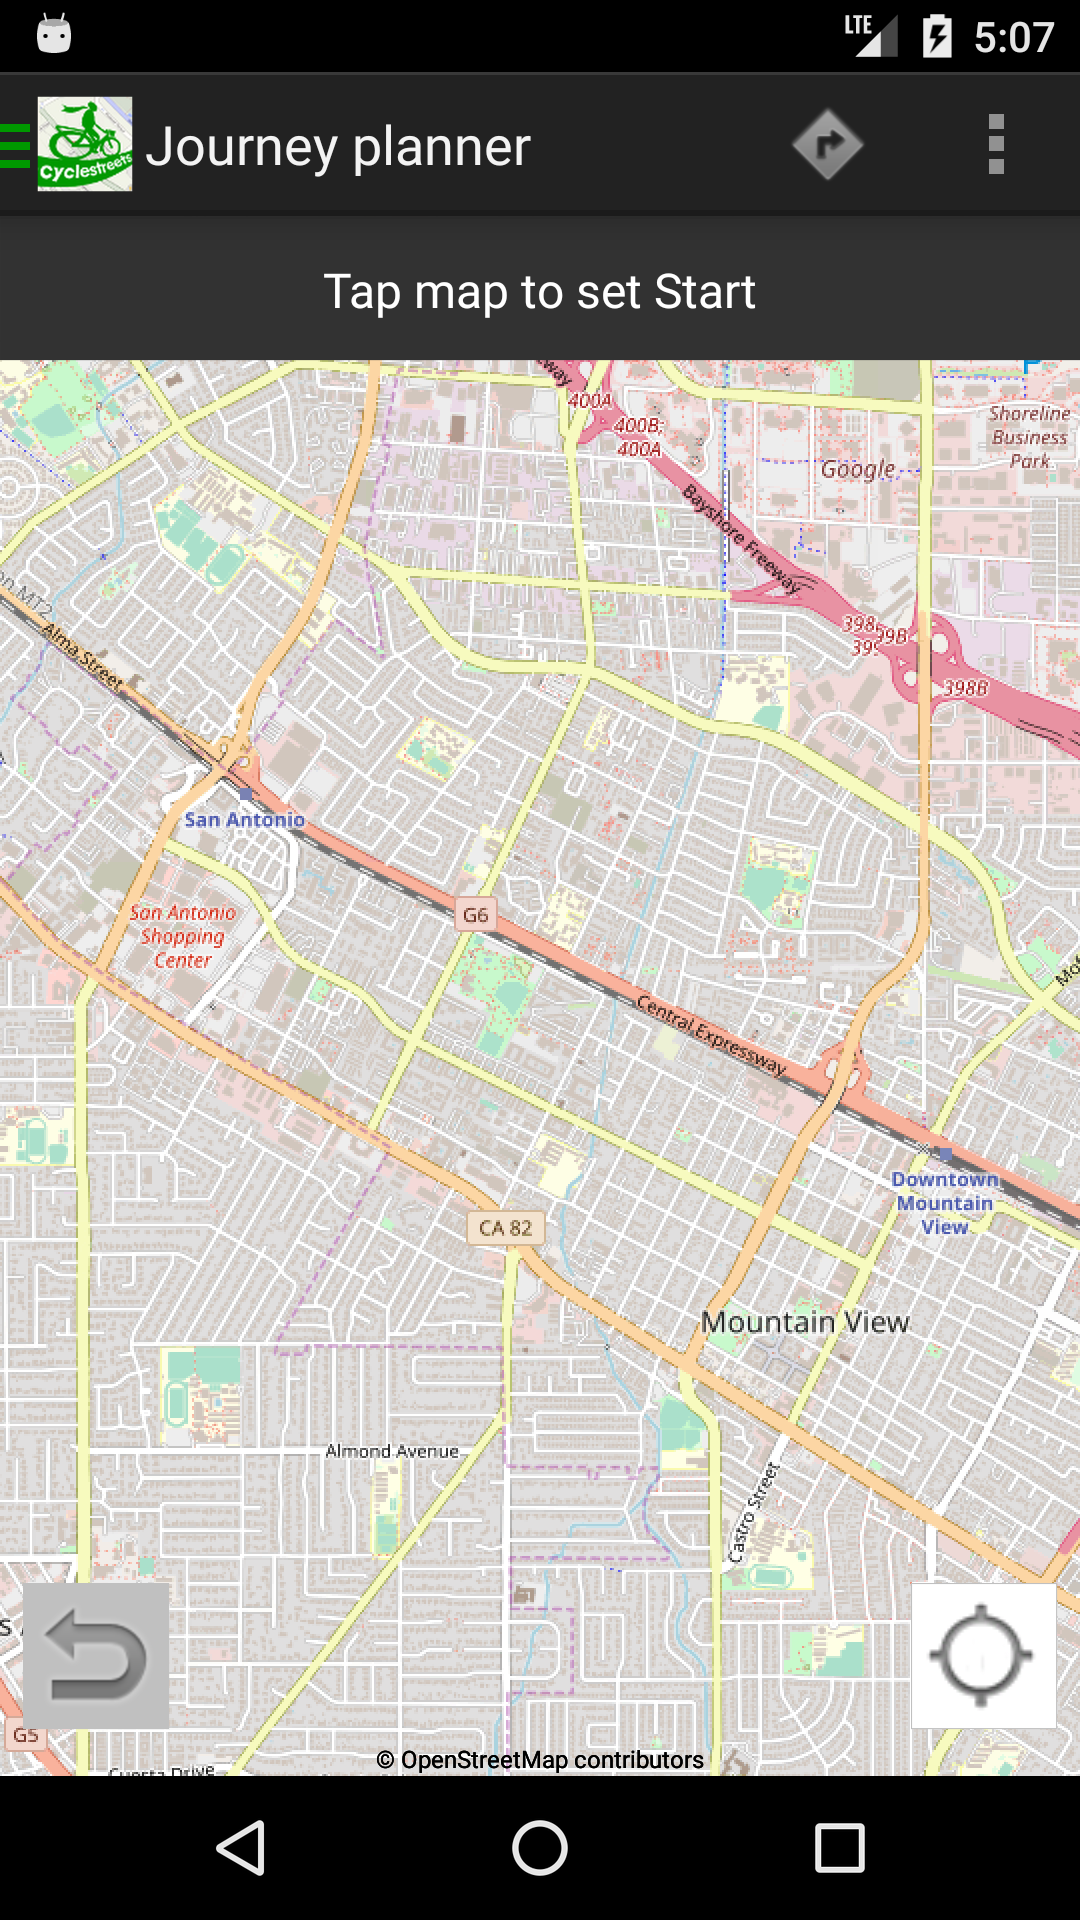 LTE
5:07
Cyclestreets
Journey planner
Tap map to set Start
400A
400B;
400A
Google
Shoreline
Business
Park
Bayshore Freeway
398B
Alma Street
San Antonio
San Antonio
Shopping
Center
G6
Central Expressway
Downtown
Mountain
View
CA 82
Mountain View
Almond Avenue
Castro Street
G5
Cuesta Drive
© OpenStreetMap contributors